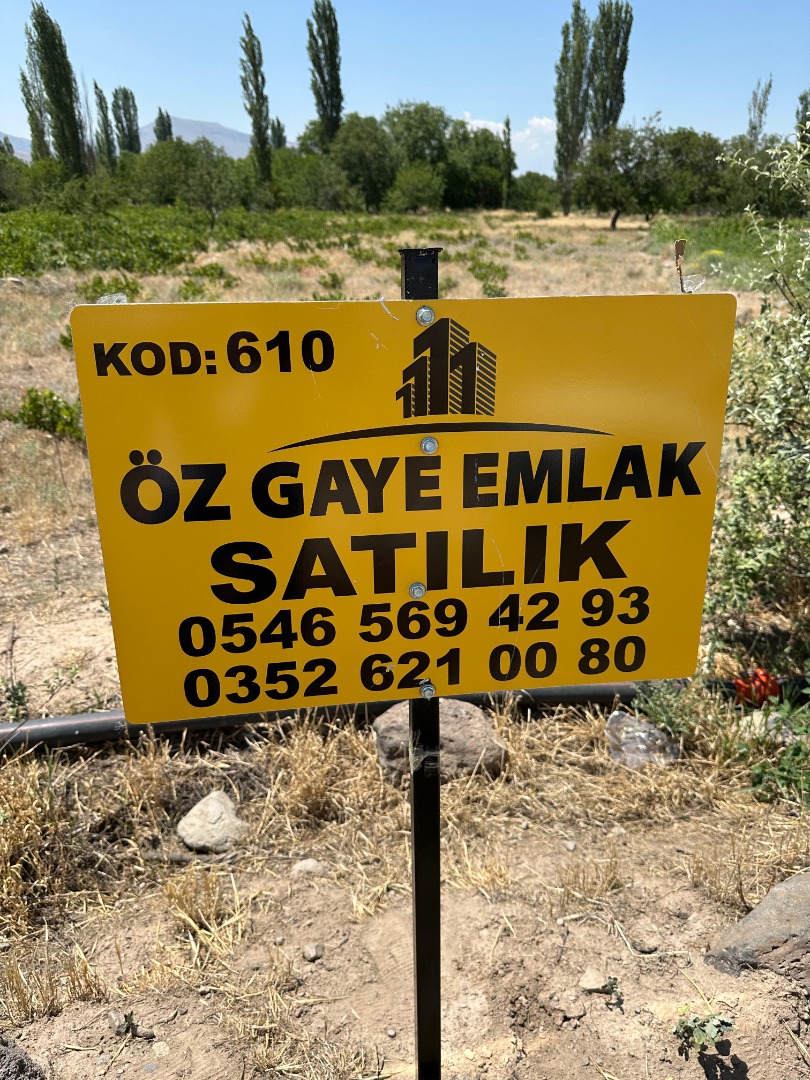 KOD: 610
ÖZ GAYE EMLAK
SATILIK
0546 569 42 93
0352 621 00 80